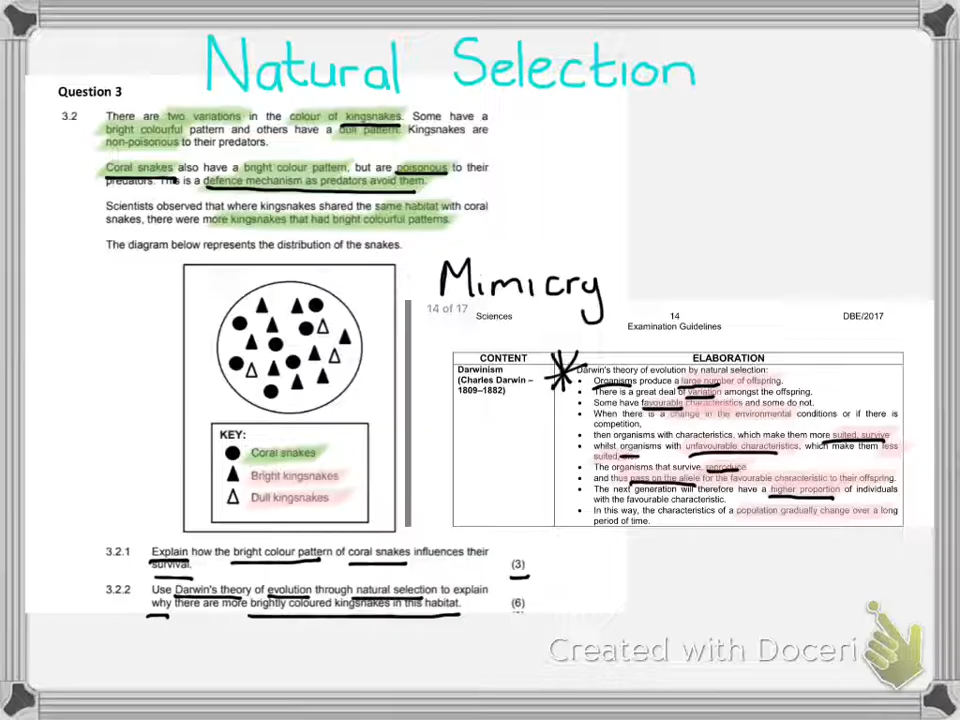 Natural Selection
Question 3
3.2 There are two variations in the colour of kingsnakes. Some have a
bright colourful pattern and others have a dull pattern. Kingsnakes are
non-poisonous to their predators.
Coral snakes also have a bright colour pattern, but are poisonous to their
predators. This is a defence mechanism as predators avoid them.
Scientists observed that where kingsnakes shared the same habitat with coral
snakes, there were more kingsnakes that had bright colourful patterns.
The diagram below represents the distribution of the snakes.
Mimicry
14 of 17
Sciences 14 DBE/2017
Examination Guidelines
CONTENT ELABORATION
Darwinism
(Charles Darwin –
1809–1882)
Darwin's theory of evolution by natural selection:
• Organisms produce a large number of offspring.
• There is a great deal of variation amongst the offspring.
• Some have favourable characteristics and some do not.
• When there is a change in the environmental conditions or if there is
competition,
• then organisms with characteristics, which make them more suited, survive
• whilst organisms with unfavourable characteristics, which make them less
suited,
• The organisms that survive, reproduce
• and thus pass on the allele for the favourable characteristic to their offspring.
• The next generation will therefore have a higher proportion of individuals
with the favourable characteristic.
• In this way, the characteristics of a population gradually change over a long
period of time.
KEY:
Coral snakes
Bright kingsnakes
Dull kingsnakes
3.2.1 Explain how the bright colour pattern of coral snakes influences their
survival. (3)
3.2.2 Use Darwin's theory of evolution through natural selection to explain
why there are more brightly coloured kingsnakes in this habitat. (6)
Created with Doceri